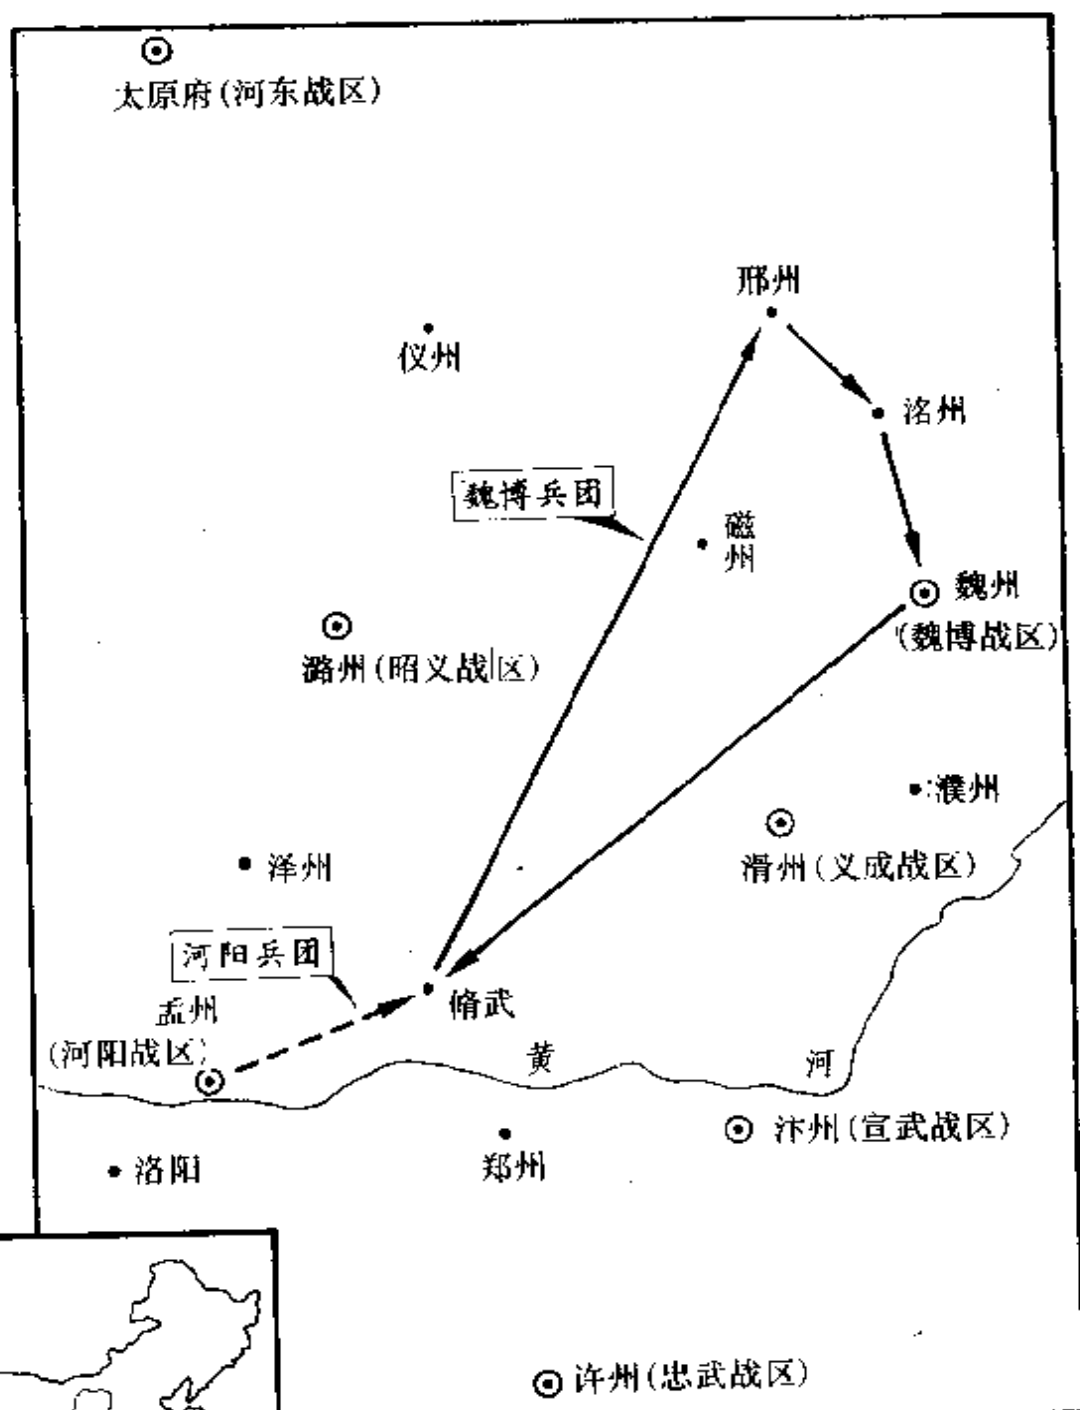 太原府(河东战区)
邢州
仪州
洺州
魏博兵团
磁
州
魏州
(魏博战区)
潞州(昭义战区)
濮州
滑州(义成战区)
泽州
河阳兵团
脩武
孟州
(河阳战区)
黄
河
汴州(宣武战区)
郑州
洛阳
许州(忠武战区)